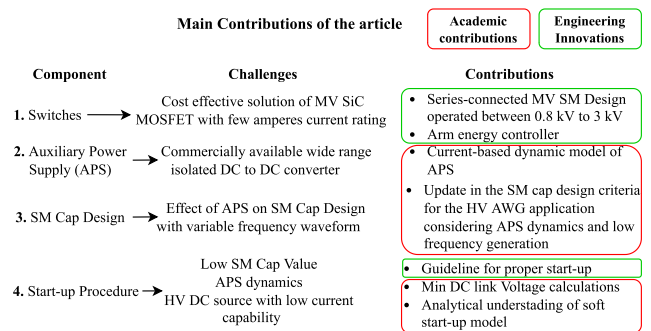 Main Contributions of the article
Academic
contributions
Engineering
Innovations
Component
Challenges
Contributions
1. Switches
Cost effective solution of MV SiC
MOSFET with few amperes current rating
• Series-connected MV SM Design
operated between 0.8 kV to 3 kV
• Arm energy controller
2. Auxiliary Power
Supply (APS)
Commercially available wide range
isolated DC to DC converter
• Current-based dynamic model of
APS
3. SM Cap Design
Effect of APS on SM Cap Design
with variable frequency waveform
• Update in the SM cap design criteria
for the HV AWG application
considering APS dynamics and low
frequency generation
4. Start-up Procedure
Low SM Cap Value
APS dynamics
HV DC source with low current
capability
• Guideline for proper start-up
• Min DC link Voltage calculations
• Analytical understading of soft
start-up model